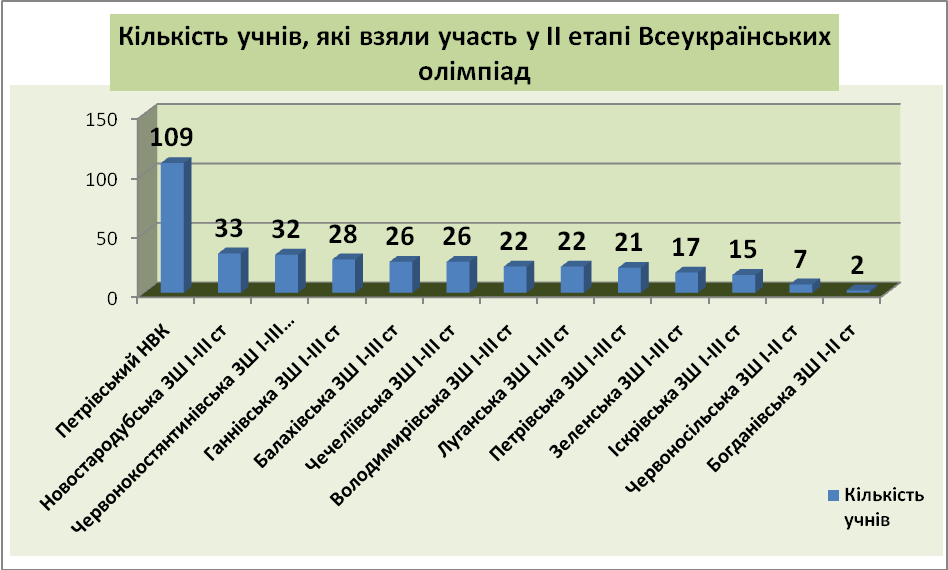 Кількість учнів, які взяли участь у ІІ етапі Всеукраїнських
олімпіад
150
100
50
0
109
33
32
28
26
26
22
22
21
17
15
7
2
Петрівський НВК
Новостародубська ЗШ І-ІІІ ст
Червонокостянтинівська ЗШ І-ІІІ...
Ганнівська ЗШ І-ІІІ ст
Балахівська ЗШ І-ІІІ ст
Чечеліївська ЗШ І-ІІІ ст
Володимирівська ЗШ І-ІІІ ст
Луганська ЗШ І-ІІІ ст
Петрівська ЗШ І-ІІІ ст
Зеленська ЗШ І-ІІІ ст
Іскрівська ЗШ І-ІІІ ст
Червоносільська ЗШ І-ІІ ст
Богданівська ЗШ І-ІІ ст
Кількість
учнів